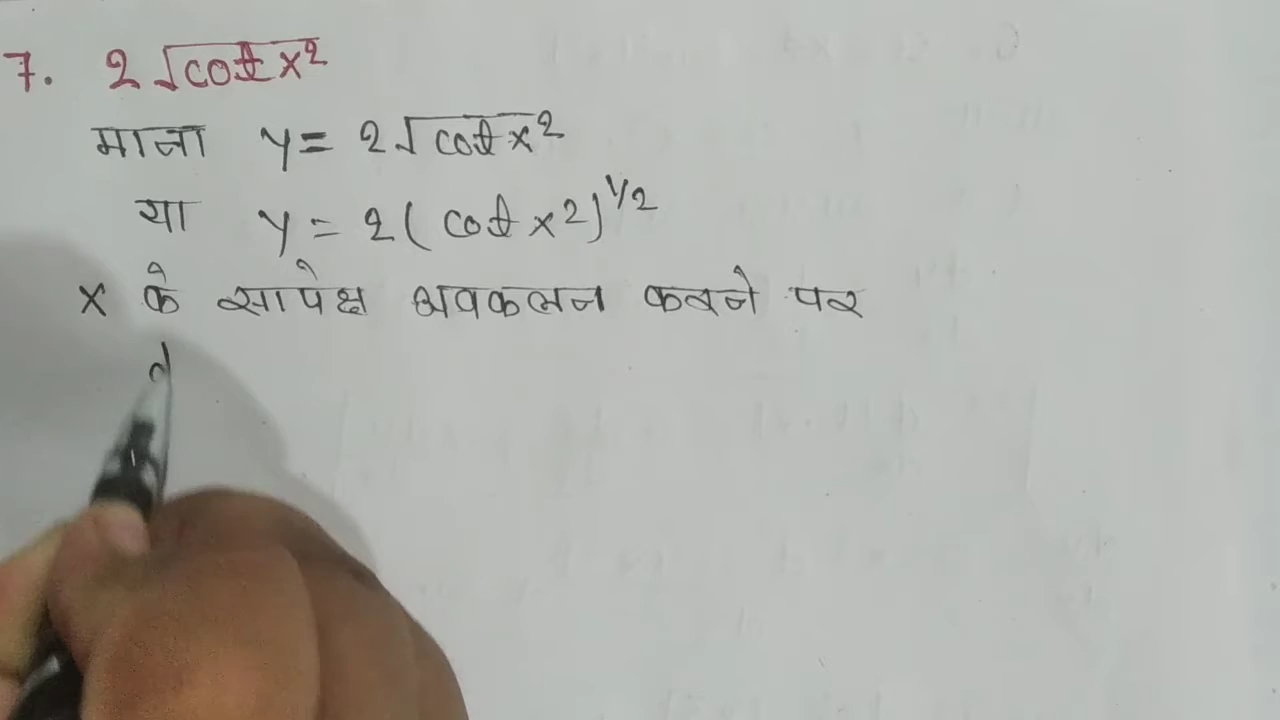 7. 2√cot x²
माना y = 2√cot x²
या y = 2(cot x²)^1/2
x के सापेक्ष अवकलन करने पर
d